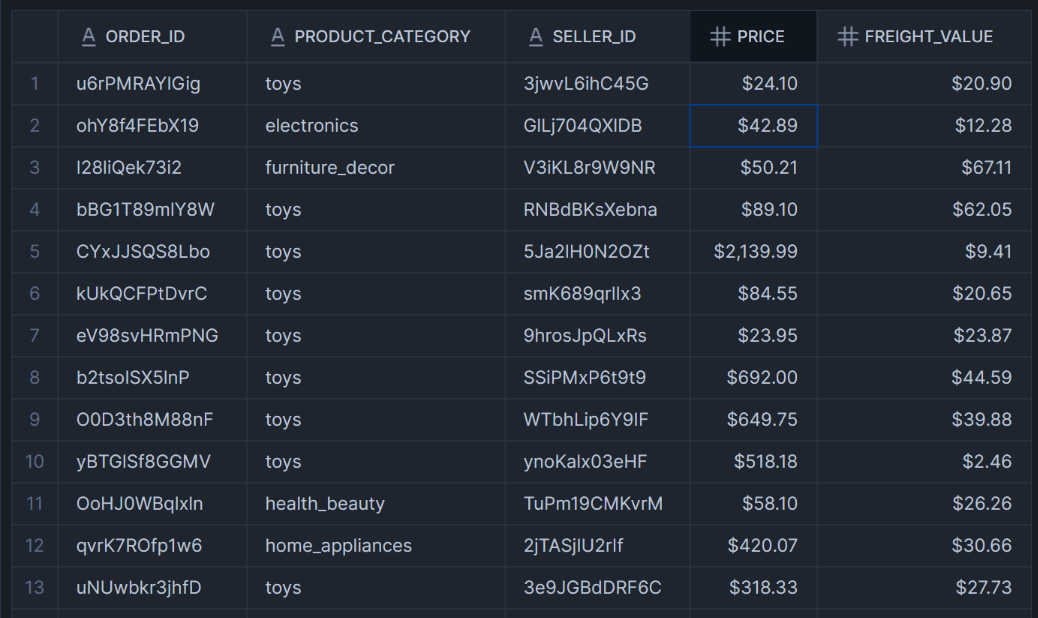 A ORDER_ID A PRODUCT_CATEGORY A SELLER_ID # PRICE # FREIGHT_VALUE
1 u6rPMRAYIGig toys 3jwvL6ihC45G $24.10 $20.90
2 ohY8f4FEbX19 electronics GlLj704QXIDB $42.89 $12.28
3 I28liQek73i2 furniture_decor V3iKL8r9W9NR $50.21 $67.11
4 bBG1T89mlY8W toys RNBdBKsXebna $89.10 $62.05
5 CYxJJSQS8Lbo toys 5Ja2lH0N2OZt $2,139.99 $9.41
6 kUkQCFPtDvrC toys smK689qrlIx3 $84.55 $20.65
7 eV98svHRmPNG toys 9hrosJpQLxRs $23.95 $23.87
8 b2tsoISX5lnP toys SSiPMxP6t9t9 $692.00 $44.59
9 O0D3th8M88nF toys WTbhLip6Y9IF $649.75 $39.88
10 yBTGlSf8GGMV toys ynoKalx03eHF $518.18 $2.46
11 OoHJ0WBqlxln health_beauty TuPm19CMKvrM $58.10 $26.26
12 qvrK7ROfp1w6 home_appliances 2jTASjlU2rIf $420.07 $30.66
13 uNUwbkr3jhfD toys 3e9JGBdDRF6C $318.33 $27.73